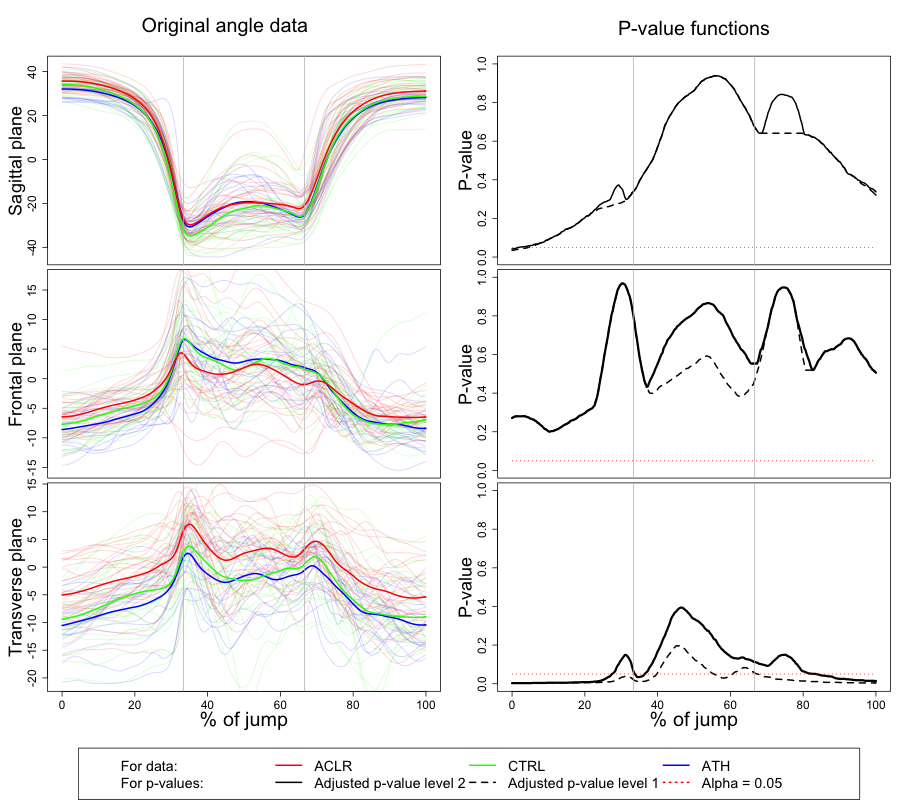 Original angle data
P-value functions
Sagittal plane
40
20
0
20
40
P-value
0.0
0.2
0.4
0.6
0.8
1.0
Frontal plane
15
10
5
0
-5
-10
-15
P-value
0.0
0.2
0.4
0.6
0.8
1.0
Transverse plane
15
10
5
0
-5
-10
-15
-20
P-value
0.0
0.2
0.4
0.6
0.8
1.0
0 20 40 60 80 100
% of jump
0 20 40 60 80 100
% of jump
For data: ACLR CTRL ATH
For p-values: Adjusted p-value level 2 Adjusted p-value level 1 Alpha = 0.05